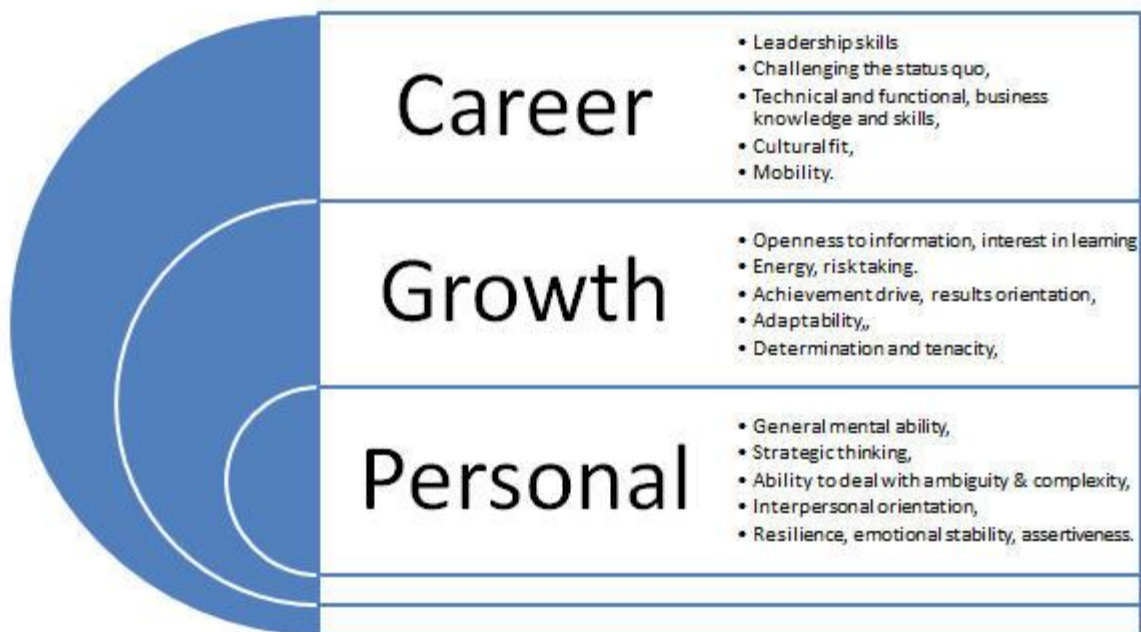 Career
• Leadership skills
• Challenging the status quo,
• Technical and functional, business
knowledge and skills,
• Cultural fit,
• Mobility.
Growth
• Openness to information, interest in learning
• Energy, risk taking.
• Achievement drive, results orientation,
• Adaptability,,
• Determination and tenacity,
Personal
• General mental ability,
• Strategic thinking,
• Ability to deal with ambiguity & complexity,
• Interpersonal orientation,
• Resilience, emotional stability, assertiveness.